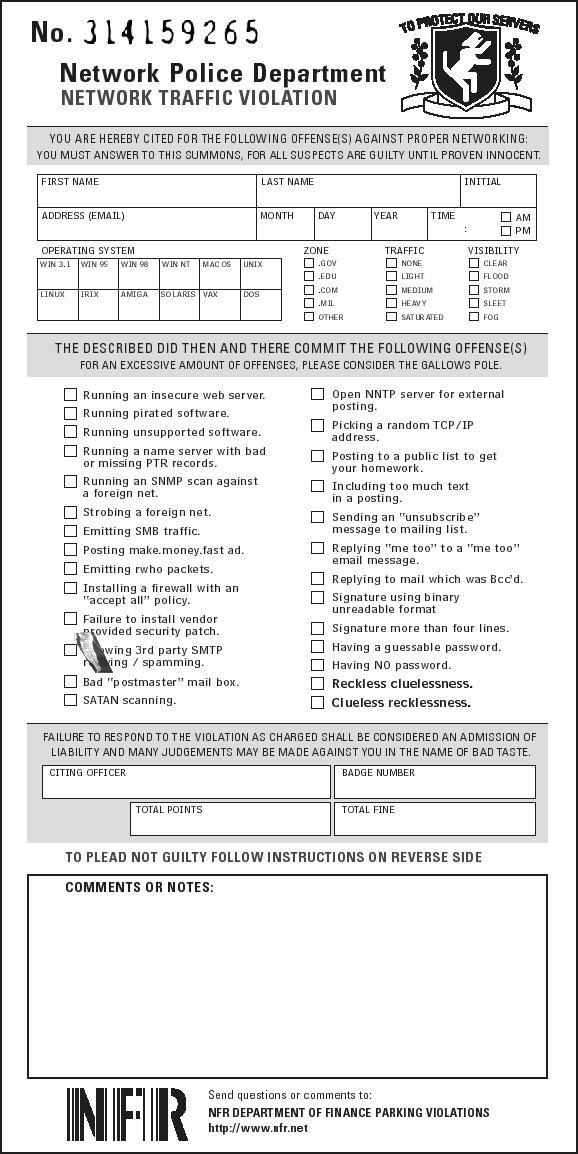 No. 314159265
TO PROTECT OUR SERVERS
Network Police Department
NETWORK TRAFFIC VIOLATION
YOU ARE HEREBY CITED FOR THE FOLLOWING OFFENSE(S) AGAINST PROPER NETWORKING:
YOU MUST ANSWER TO THIS SUMMONS, FOR ALL SUSPECTS ARE GUILTY UNTIL PROVEN INNOCENT.
FIRST NAME LAST NAME INITIAL
ADDRESS (EMAIL) MONTH DAY YEAR TIME : AM
PM
OPERATING SYSTEM ZONE TRAFFIC VISIBILITY
WIN 3.1 WIN 95 WIN 98 WIN NT MAC OS UNIX .GOV NONE CLEAR
.EDU LIGHT FLOOD
LINUX IRIX AMIGA SOLARIS VAX DOS .COM MEDIUM STORM
.MIL HEAVY SLEET
OTHER SATURATED FOG
THE DESCRIBED DID THEN AND THERE COMMIT THE FOLLOWING OFFENSE(S)
FOR AN EXCESSIVE AMOUNT OF OFFENSES, PLEASE CONSIDER THE GALLOWS POLE.
Running an insecure web server.
Running pirated software.
Running unsupported software.
Running a name server with bad
or missing PTR records.
Running an SNMP scan against
a foreign net.
Strobing a foreign net.
Emitting SMB traffic.
Posting make.money.fast ad.
Emitting rwho packets.
Installing a firewall with an
"accept all" policy.
Failure to install vendor
provided security patch.
wing 3rd party SMTP
ying / spamming.
Bad "postmaster" mail box.
SATAN scanning.
Open NNTP server for external
posting.
Picking a random TCP/IP
address.
Posting to a public list to get
your homework.
Including too much text
in a posting.
Sending an "unsubscribe"
message to mailing list.
Replying "me too" to a "me too"
email message.
Replying to mail which was Bcc'd.
Signature using binary
unreadable format
Signature more than four lines.
Having a guessable password.
Having NO password.
Reckless cluelessness.
Clueless recklessness.
FAILURE TO RESPOND TO THE VIOLATION AS CHARGED SHALL BE CONSIDERED AN ADMISSION OF
LIABILITY AND MANY JUDGEMENTS MAY BE MADE AGAINST YOU IN THE NAME OF BAD TASTE.
CITING OFFICER BADGE NUMBER
TOTAL POINTS TOTAL FINE
TO PLEAD NOT GUILTY FOLLOW INSTRUCTIONS ON REVERSE SIDE
COMMENTS OR NOTES:
NFR
Send questions or comments to:
NFR DEPARTMENT OF FINANCE PARKING VIOLATIONS
http://www.nfr.net